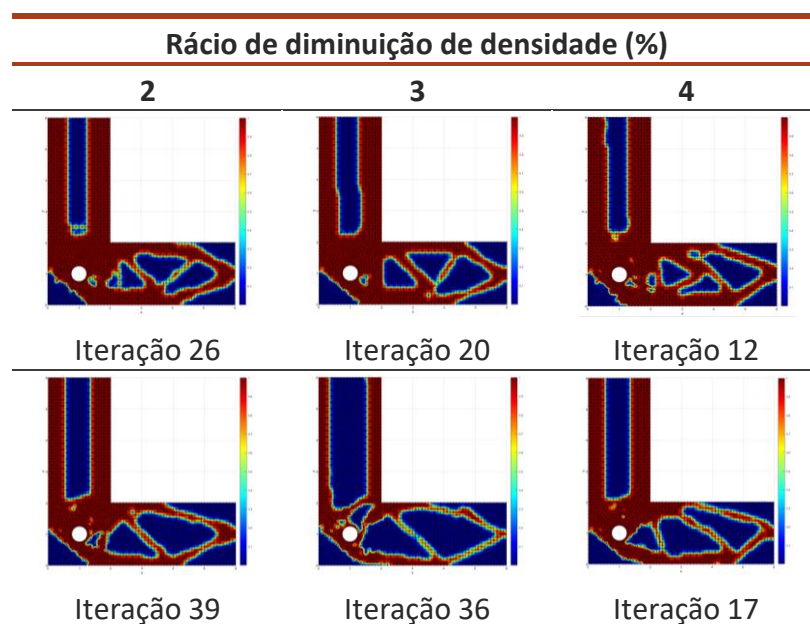 Rácio de diminuição de densidade (%)
2 3 4
Iteração 26 Iteração 20 Iteração 12
Iteração 39 Iteração 36 Iteração 17